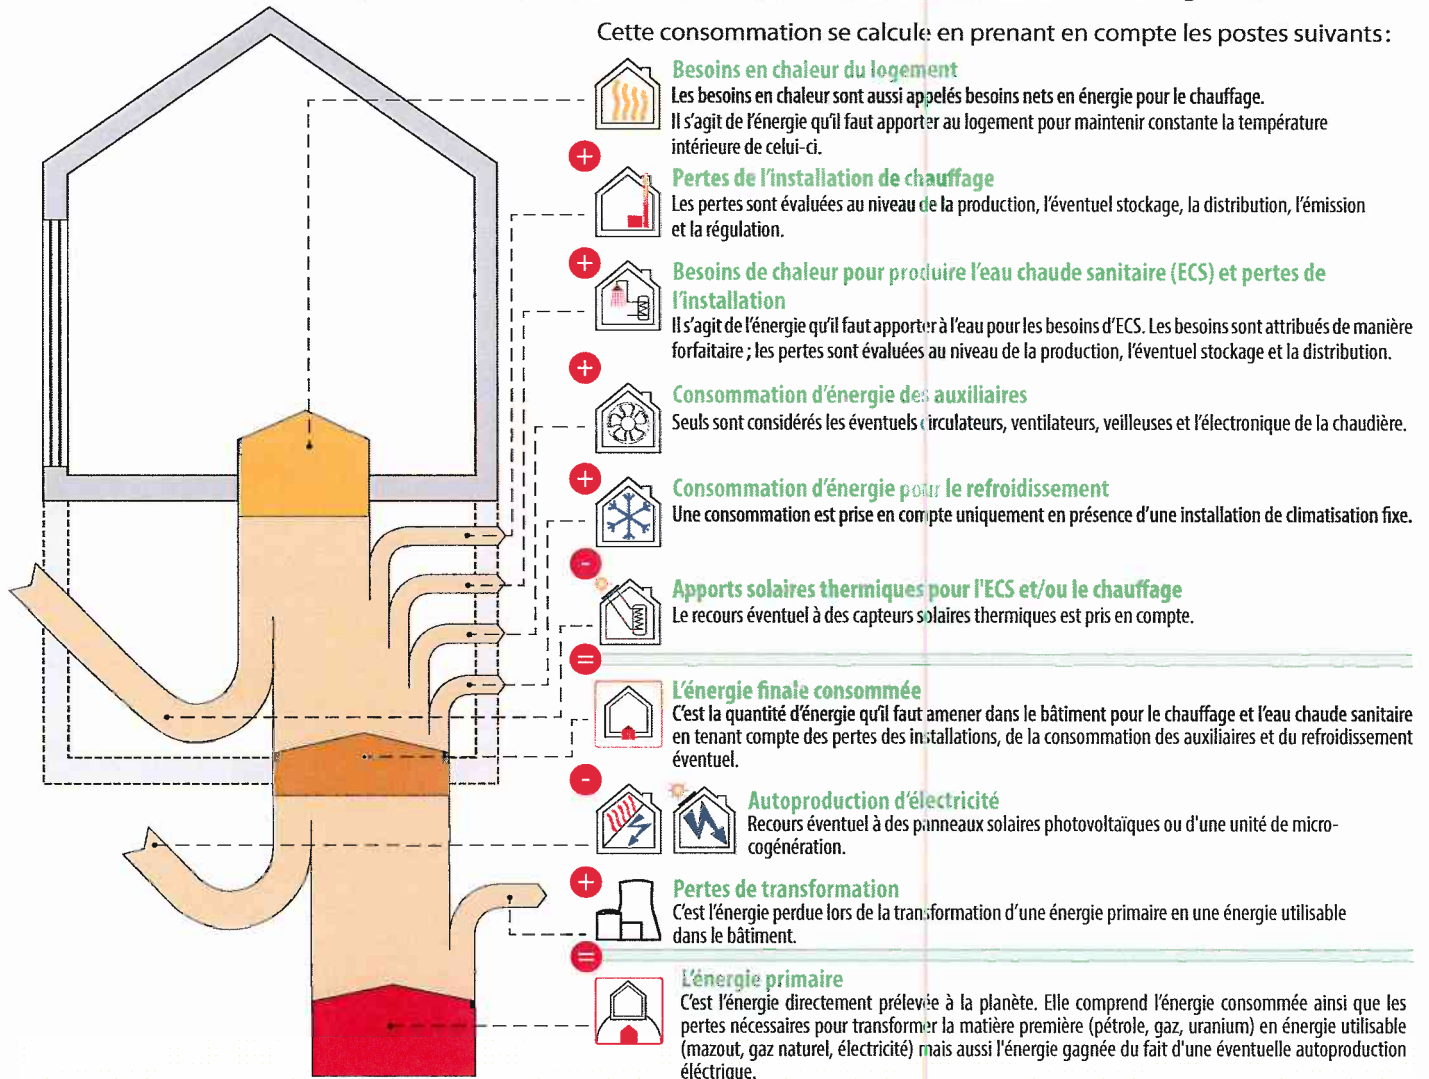 Cette consommation se calcule en prenant en compte les postes suivants:
Besoins en chaleur du logement
Les besoins en chaleur sont aussi appelés besoins nets en énergie pour le chauffage.
Il s'agit de l'énergie qu'il faut apporter au logement pour maintenir constante la température
intérieure de celui-ci.
+
Pertes de l'installation de chauffage
Les pertes sont évaluées au niveau de la production, l'éventuel stockage, la distribution, l'émission
et la régulation.
+
Besoins de chaleur pour produire l'eau chaude sanitaire (ECS) et pertes de
l'installation
Il s'agit de l'énergie qu'il faut apporter à l'eau pour les besoins d'ECS. Les besoins sont attribués de manière
forfaitaire ; les pertes sont évaluées au niveau de la production, l'éventuel stockage et la distribution.
+
Consommation d'énergie des auxiliaires
Seuls sont considérés les éventuels circulateurs, ventilateurs, veilleuses et l'électronique de la chaudière.
+
Consommation d'énergie pour le refroidissement
Une consommation est prise en compte uniquement en présence d'une installation de climatisation fixe.
-
Apports solaires thermiques pour l'ECS et/ou le chauffage
Le recours éventuel à des capteurs solaires thermiques est pris en compte.
=
L'énergie finale consommée
C'est la quantité d'énergie qu'il faut amener dans le bâtiment pour le chauffage et l'eau chaude sanitaire
en tenant compte des pertes des installations, de la consommation des auxiliaires et du refroidissement
éventuel.
-
Autoproduction d'électricité
Recours éventuel à des panneaux solaires photovoltaïques ou d'une unité de micro-
cogénération.
+
Pertes de transformation
C'est l'énergie perdue lors de la transformation d'une énergie primaire en une énergie utilisable
dans le bâtiment.
=
L'énergie primaire
C'est l'énergie directement prélevée à la planète. Elle comprend l'énergie consommée ainsi que les
pertes nécessaires pour transformer la matière première (pétrole, gaz, uranium) en énergie utilisable
(mazout, gaz naturel, électricité) mais aussi l'énergie gagnée du fait d'une éventuelle autoproduction
éléctrique.